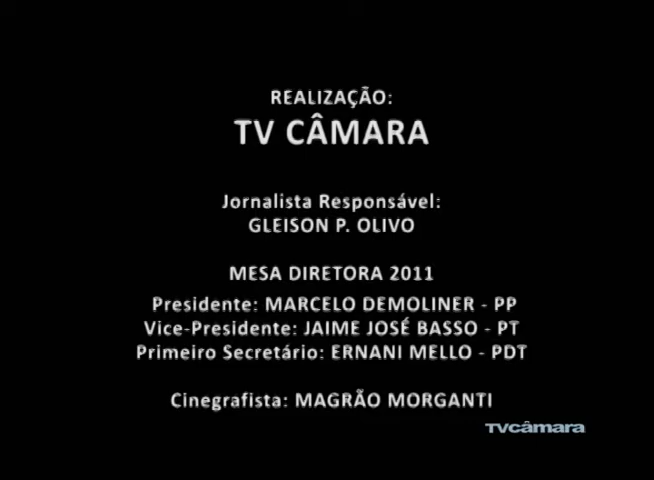 REALIZAÇÃO:
TV CÂMARA
Jornalista Responsável:
GLEISON P. OLIVO
MESA DIRETORA 2011
Presidente: MARCELO DEMOLINER - PP
Vice-Presidente: JAIME JOSÉ BASSO - PT
Primeiro Secretário: ERNANI MELLO - PDT
Cinegrafista: MAGRÃO MORGANTI
TVcâmara